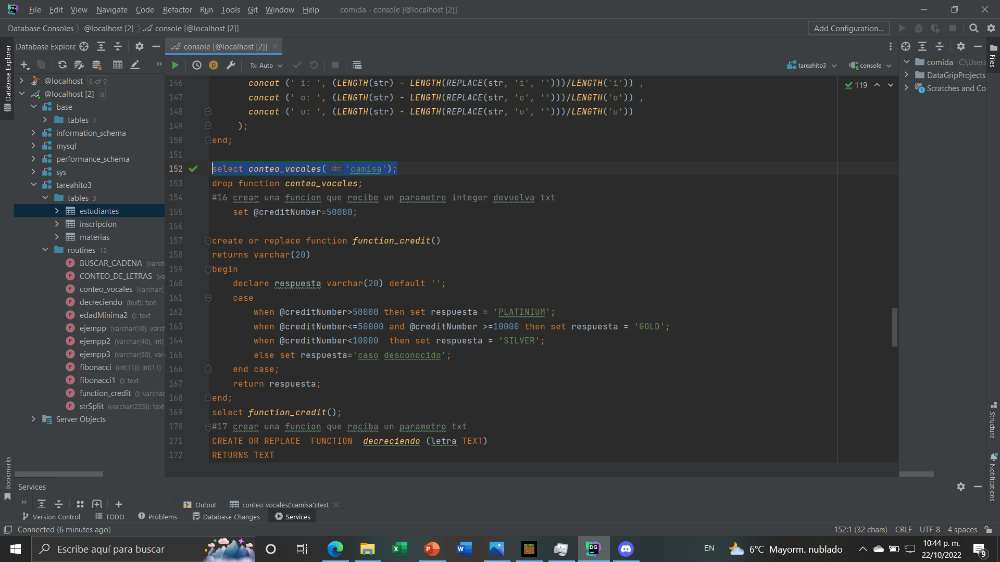 DG File Edit View Navigate Code Refactor Run Tools Git Window Help comida - console [@localhost [2]]
Database Consoles @localhost [2] console [@localhost [2]] Add Configuration...
Database Explore console [@localhost [2]]
Tx: Auto tareahito3 console
Database Explorer
@localhost 6 of 9
@localhost [2] 6
base
tables 1
information_schema
mysql
performance_schema
sys
tareahito3
tables 3
estudiantes
inscripcion
materias
routines 12
BUSCAR_CADENA (varch
CONTEO_DE_LETRAS (va
conteo_vocales (varchar(
decreciendo (text): text
edadMinima2 (): text
ejempp (varchar(10), varch
ejempp2 (varchar(40), int(
ejempp3 (varchar(30), var
fibonacci (int(11)): int(11)
fibonacci1 (): text
function_credit (): varchar
strSplit (varchar(255)): text
Server Objects
Bookmarks
119
146 concat (' i: ', (LENGTH(str) - LENGTH(REPLACE(str, 'i', '')))/LENGTH('i')) ,
147 concat (' o: ', (LENGTH(str) - LENGTH(REPLACE(str, 'o', '')))/LENGTH('o')) ,
148 concat (' u: ', (LENGTH(str) - LENGTH(REPLACE(str, 'u', '')))/LENGTH('u'))
149 );
150 end;
151
152 select conteo_vocales( str: 'camisa');
153 drop function conteo_vocales;
154 #16 crear una funcion que recibe un parametro integer devuelva txt
155 set @creditNumber=50000;
156
157 create or replace function function_credit()
158 returns varchar(20)
159 begin
160 declare respuesta varchar(20) default '';
161 case
162 when @creditNumber>50000 then set respuesta = 'PLATINIUM';
163 when @creditNumber<=50000 and @creditNumber >=10000 then set respuesta = 'GOLD';
164 when @creditNumber<10000  then set respuesta = 'SILVER';
165 else set respuesta='caso desconocido';
166 end case;
167 return respuesta;
168 end;
169 select function_credit();
170 #17 crear una funcion que reciba un parametro txt
171 CREATE OR REPLACE  FUNCTION  decreciendo (letra TEXT)
172 RETURNS TEXT
comida C:\Users
DataGripProjects
Scratches and Co
Files
Structure
Notifications
Services
Output conteo_vocales('camisa'):text
Version Control TODO Problems Database Changes Services
Connected (6 minutes ago) 152:1 (32 chars) CRLF UTF-8 4 spaces
Escribe aquí para buscar DG EN 6°C Mayorm. nublado 10:44 p. m.
22/10/2022
9